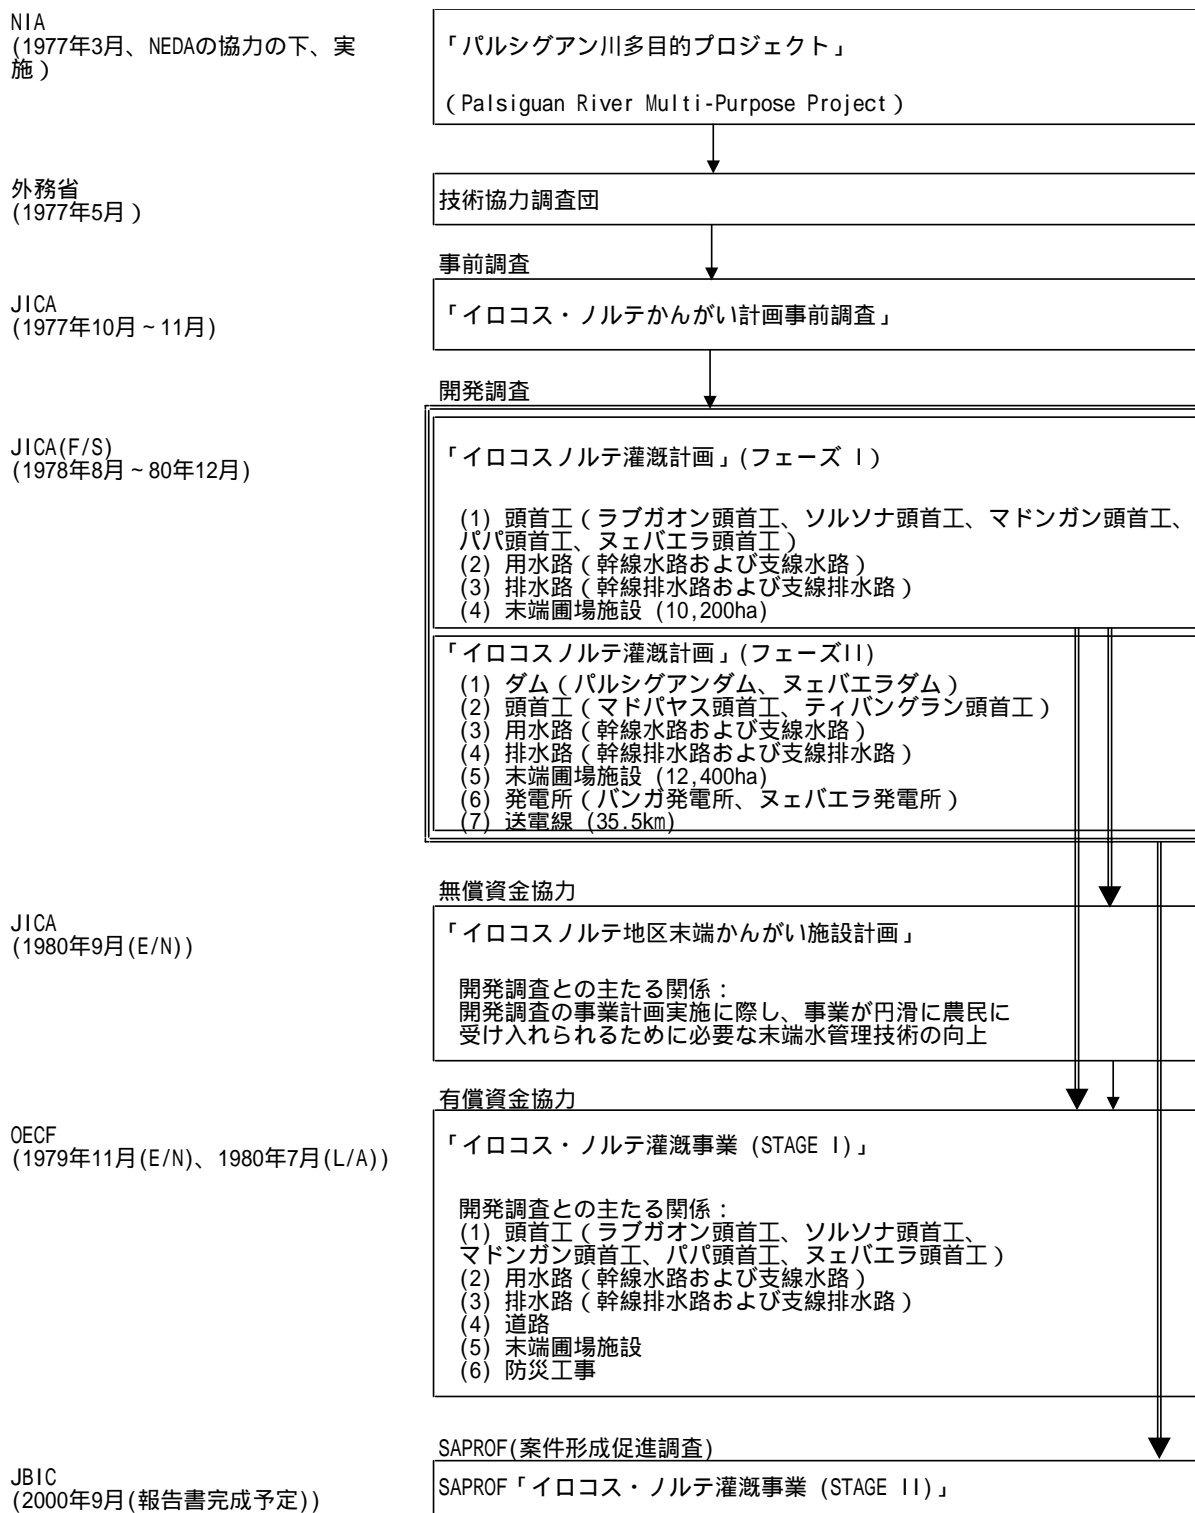 NIA
(1977年3月、NEDAの協力の下、実
施)
「パルシグアン川多目的プロジェクト」
(Palsiguan River Multi-Purpose Project)
外務省
(1977年5月)
技術協力調査団
事前調査
JICA
(1977年10月~11月)
「イロコス・ノルテかんがい計画事前調査」
開発調査
JICA(F/S)
(1978年8月~80年12月)
「イロコスノルテ灌漑計画」(フェーズ I)
(1) 頭首工(ラブガオン頭首工、ソルソナ頭首工、マドンガン頭首工、
パパ頭首工、ヌェバエラ頭首工)
(2) 用水路(幹線水路および支線水路)
(3) 排水路(幹線排水路および支線排水路)
(4) 末端圃場施設 (10,200ha)
「イロコスノルテ灌漑計画」(フェーズII)
(1) ダム(パルシグアンダム、ヌェバエラダム)
(2) 頭首工(マドパヤス頭首工、ティバングラン頭首工)
(3) 用水路(幹線水路および支線水路)
(4) 排水路(幹線排水路および支線排水路)
(5) 末端圃場施設 (12,400ha)
(6) 発電所(バンガ発電所、ヌェバエラ発電所)
(7) 送電線 (35.5km)
無償資金協力
JICA
(1980年9月(E/N))
「イロコスノルテ地区末端かんがい施設計画」
開発調査との主たる関係:
開発調査の事業計画実施に際し、事業が円滑に農民に
受け入れられるために必要な末端水管理技術の向上
有償資金協力
OECF
(1979年11月(E/N)、1980年7月(L/A))
「イロコス・ノルテ灌漑事業 (STAGE I)」
開発調査との主たる関係:
(1) 頭首工(ラブガオン頭首工、ソルソナ頭首工、
マドンガン頭首工、パパ頭首工、ヌェバエラ頭首工)
(2) 用水路(幹線水路および支線水路)
(3) 排水路(幹線排水路および支線排水路)
(4) 道路
(5) 末端圃場施設
(6) 防災工事
SAPROF(案件形成促進調査)
JBIC
(2000年9月(報告書完成予定))
SAPROF「イロコス・ノルテ灌漑事業 (STAGE II)」